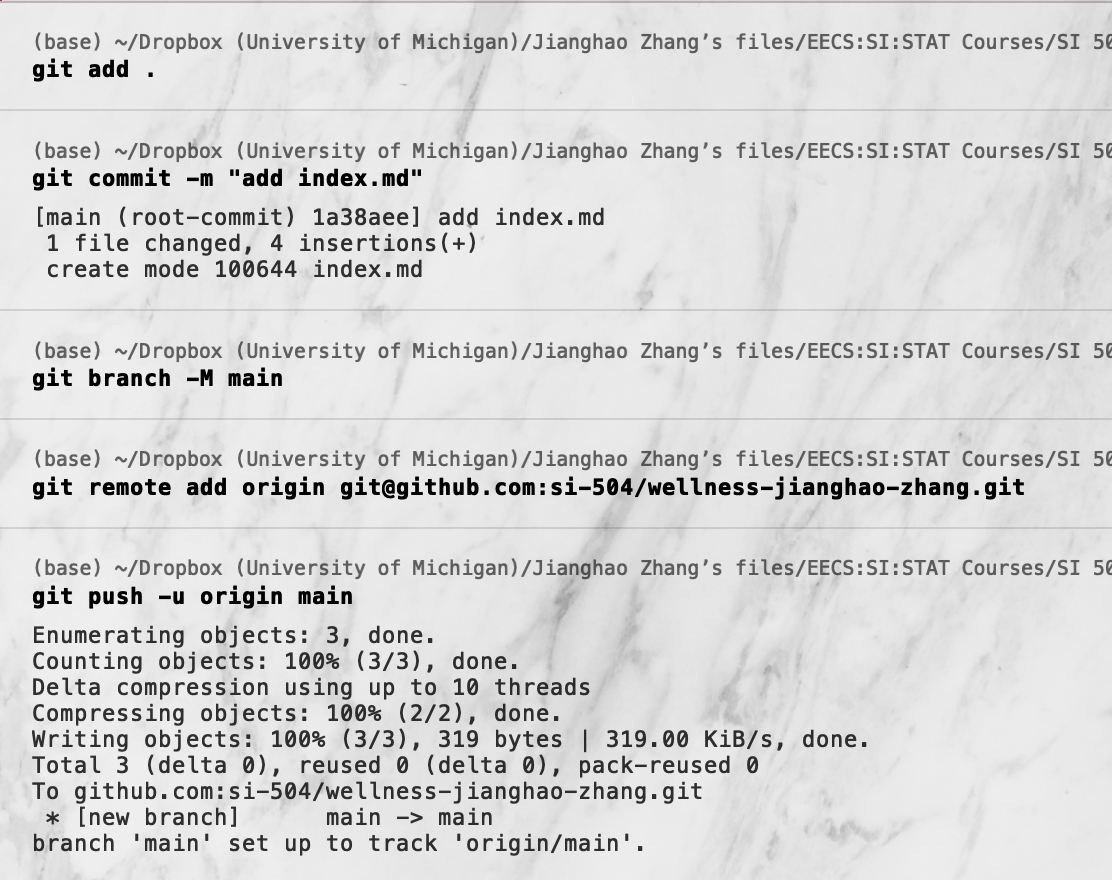 (base) ~/Dropbox (University of Michigan)/Jianghao Zhang’s files/EECS:SI:STAT Courses/SI 50
git add .
(base) ~/Dropbox (University of Michigan)/Jianghao Zhang’s files/EECS:SI:STAT Courses/SI 50
git commit -m "add index.md"
[main (root-commit) 1a38aee] add index.md
 1 file changed, 4 insertions(+)
 create mode 100644 index.md
(base) ~/Dropbox (University of Michigan)/Jianghao Zhang’s files/EECS:SI:STAT Courses/SI 50
git branch -M main
(base) ~/Dropbox (University of Michigan)/Jianghao Zhang’s files/EECS:SI:STAT Courses/SI 50
git remote add origin git@github.com:si-504/wellness-jianghao-zhang.git
(base) ~/Dropbox (University of Michigan)/Jianghao Zhang’s files/EECS:SI:STAT Courses/SI 50
git push -u origin main
Enumerating objects: 3, done.
Counting objects: 100% (3/3), done.
Delta compression using up to 10 threads
Compressing objects: 100% (2/2), done.
Writing objects: 100% (3/3), 319 bytes | 319.00 KiB/s, done.
Total 3 (delta 0), reused 0 (delta 0), pack-reused 0
To github.com:si-504/wellness-jianghao-zhang.git
 * [new branch]      main -> main
branch 'main' set up to track 'origin/main'.